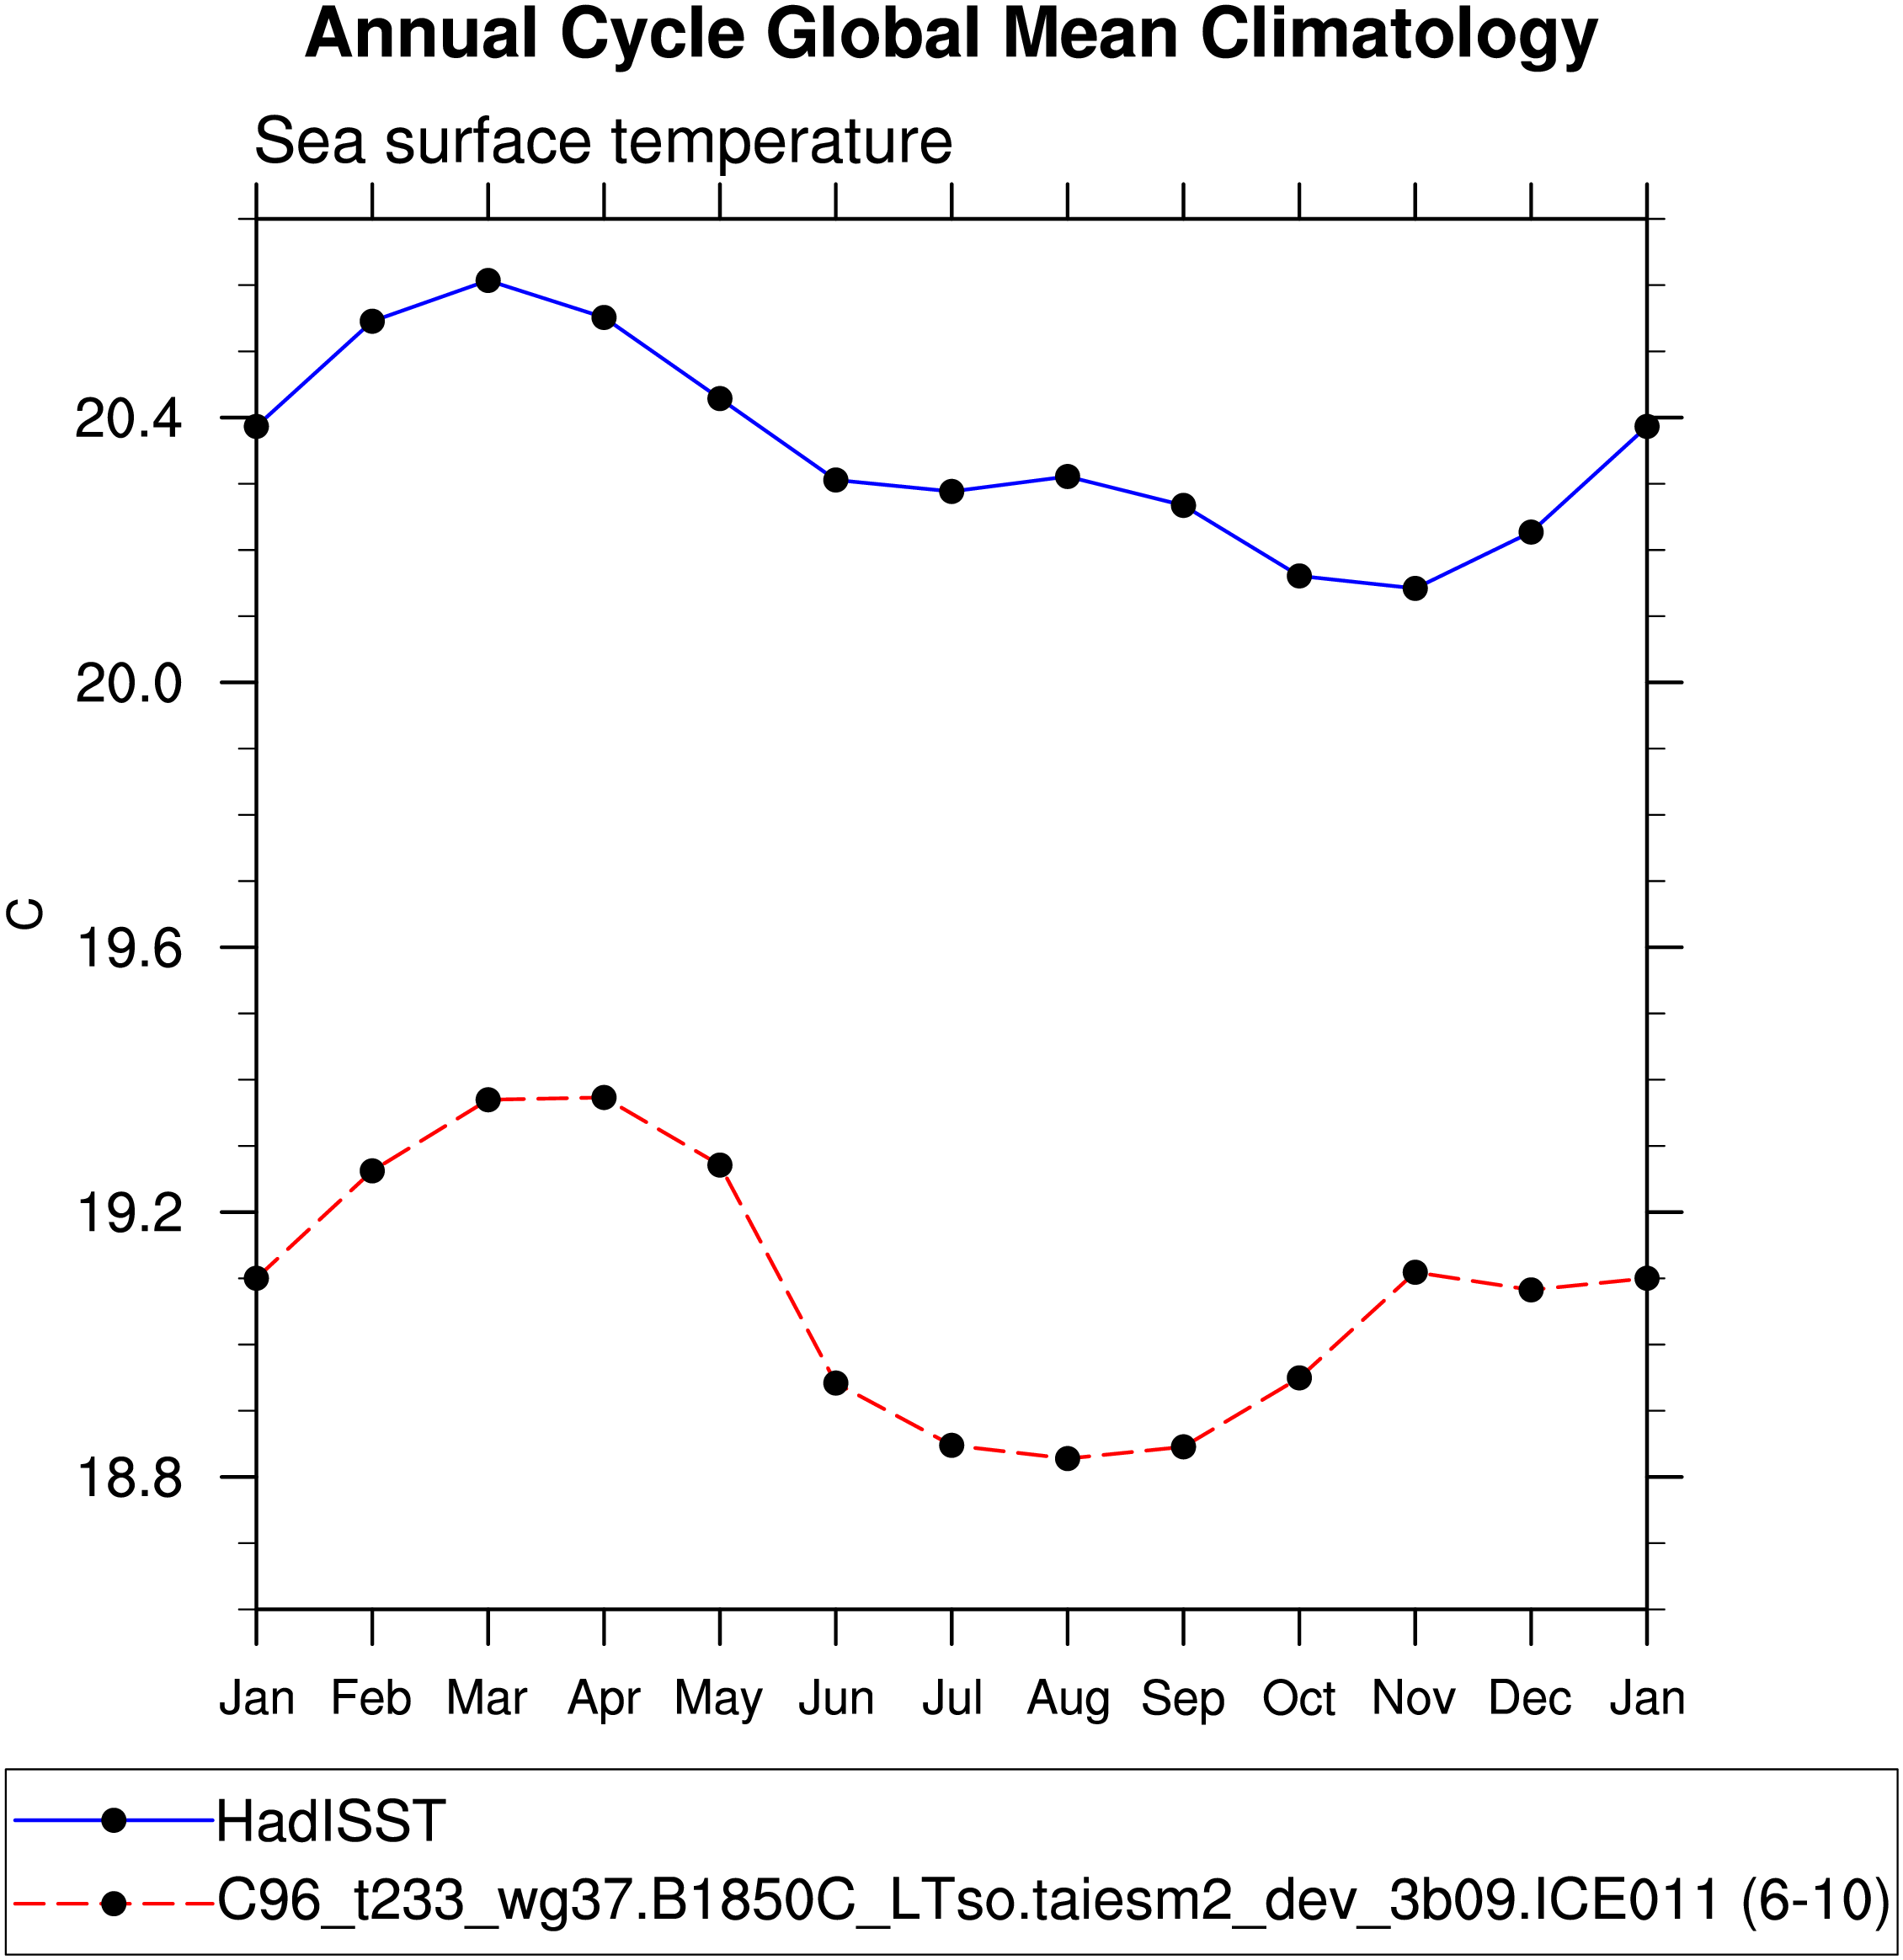 Annual Cycle Global Mean Climatology
Sea surface temperature
20.4
20.0
19.6
19.2
18.8
C
Jan Feb Mar Apr May Jun Jul Aug Sep Oct Nov Dec Jan
HadISST
C96_t233_wg37.B1850C_LTso.taiesm2_dev_3b09.ICE011 (6-10)